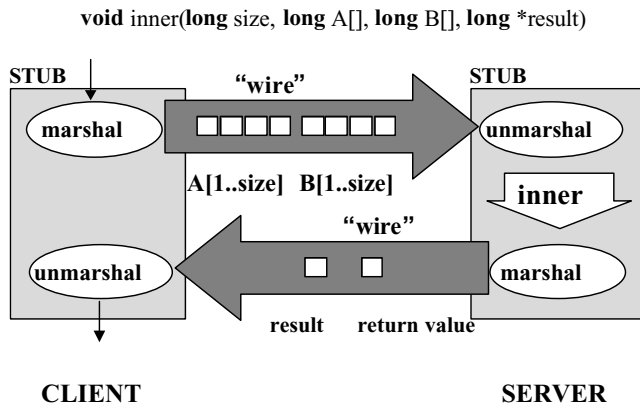 void inner(long size, long A[], long B[], long *result)
STUB
STUB
“wire”
marshal
unmarshal
A[1..size] B[1..size]
inner
“wire”
unmarshal
marshal
result return value
CLIENT
SERVER